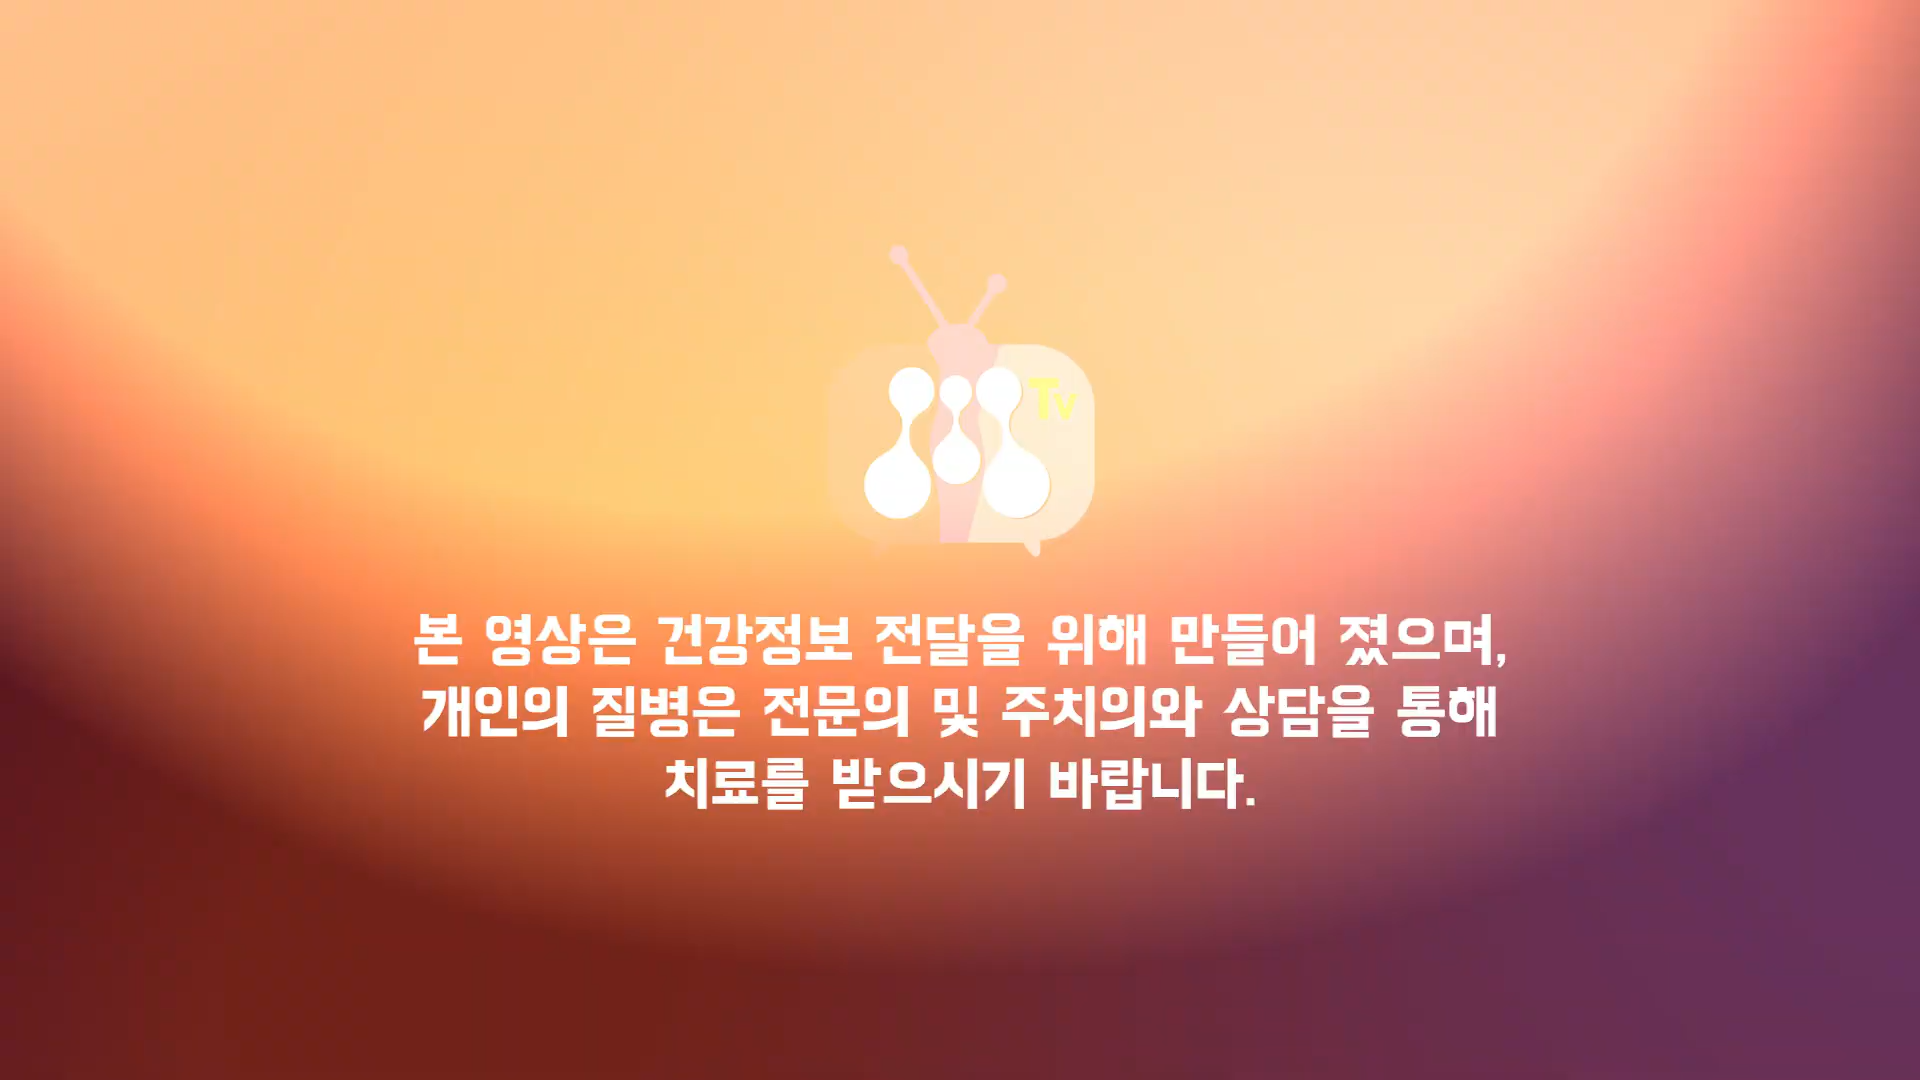 Tv
본 영상은 건강정보 전달을 위해 만들어 졌으며,
개인의 질병은 전문의 및 주치의와 상담을 통해
치료를 받으시기 바랍니다.